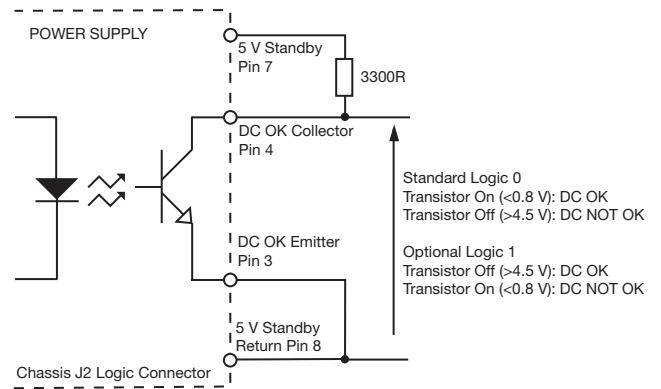 POWER SUPPLY
5 V Standby
Pin 7
3300R
DC OK Collector
Pin 4
Standard Logic 0
Transistor On (<0.8 V): DC OK
Transistor Off (>4.5 V): DC NOT OK
Optional Logic 1
Transistor Off (>4.5 V): DC OK
Transistor On (<0.8 V): DC NOT OK
DC OK Emitter
Pin 3
5 V Standby
Return Pin 8
Chassis J2 Logic Connector